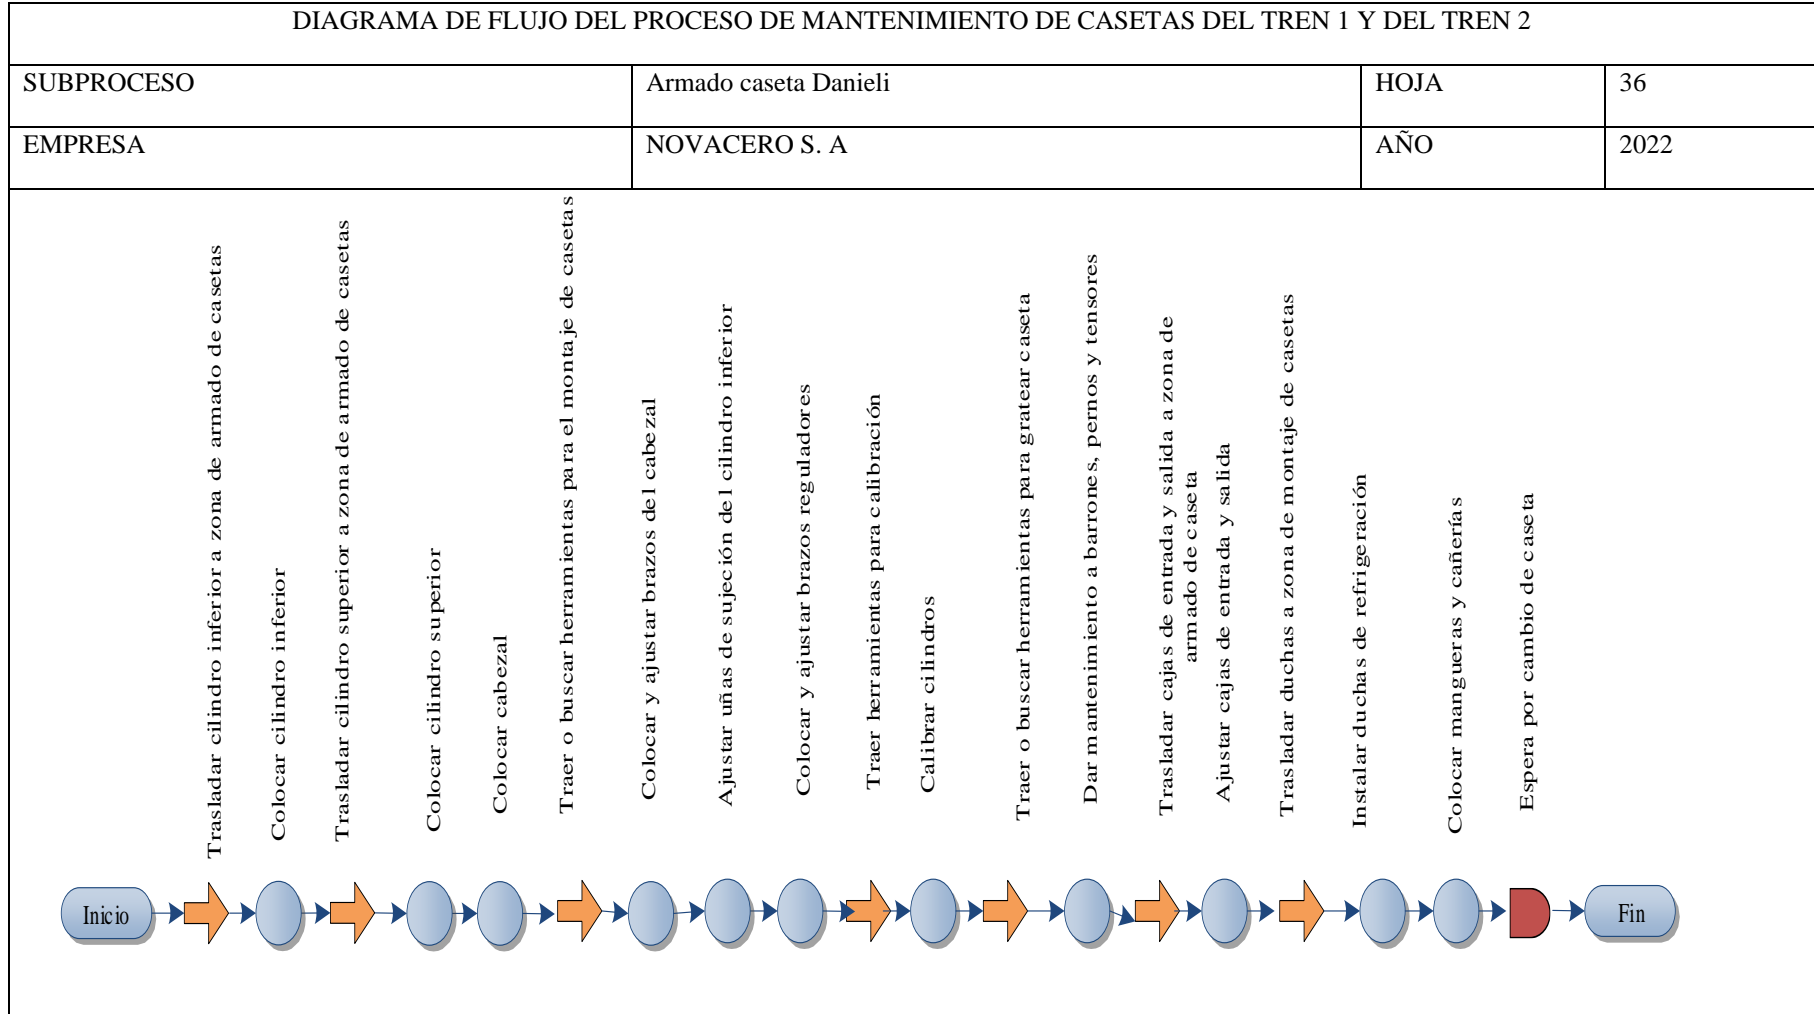 DIAGRAMA DE FLUJO DEL PROCESO DE MANTENIMIENTO DE CASETAS DEL TREN 1 Y DEL TREN 2
SUBPROCESO
Armado caseta Danieli
HOJA
36
EMPRESA
NOVACERO S. A
AÑO
2022
Trasladar cilindro inferior a zona de armado de casetas
Colocar cilindro inferior
Trasladar cilindro superior a zona de armado de casetas
Colocar cilindro superior
Colocar cabezal
Traer o buscar herramientas para el montaje de casetas
Colocar y ajustar brazos del cabezal
Ajustar uñas de sujeción del cilindro inferior
Colocar y ajustar brazos reguladores
Traer herramientas para calibración
Calibrar cilindros
Traer o buscar herramientas para gratear caseta
Dar mantenimiento a barrones, pernos y tensores
Trasladar cajas de entrada y salida a zona de
armado de caseta
Ajustar cajas de entrada y salida
Trasladar duchas a zona de montaje de casetas
Instalar duchas de refrigeración
Colocar mangueras y cañerías
Espera por cambio de caseta
Inicio
Fin